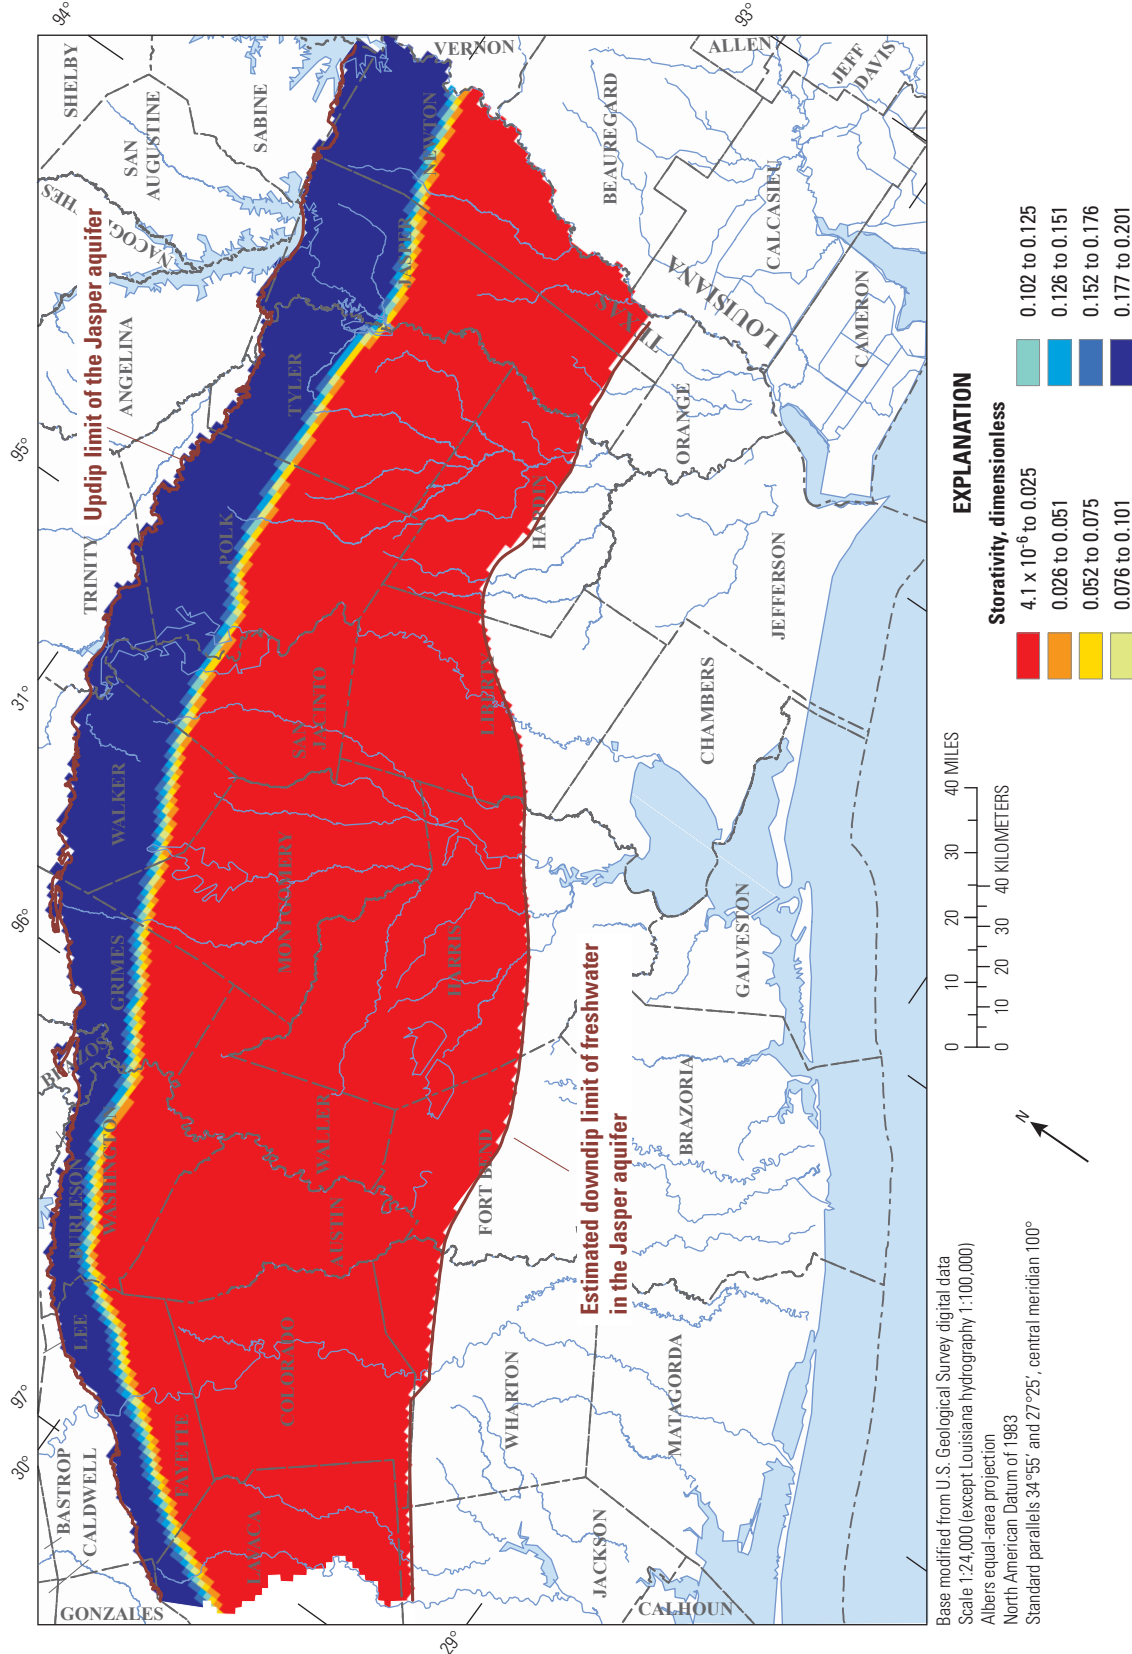 94°
93°
95°
31°
96°
97°
30°
29°
SHELBY
SAN
AUGUSTINE
SABINE
NACOGDOCHES
ANGELINA
TRINITY
VERNON
ALLEN
JEFF
DAVIS
BEAUREGARD
CALCASIEU
CAMERON
LOUISIANA
TEXAS
NEWTON
JASPER
TYLER
POLK
HARDIN
ORANGE
JEFFERSON
LIBERTY
CHAMBERS
SAN
JACINTO
WALKER
MONTGOMERY
GRIMES
HARRIS
GALVESTON
BRAZOS
WASHINGTON
BURLESON
WALLER
AUSTIN
FORT BEND
BRAZORIA
LEE
FAYETTE
COLORADO
WHARTON
MATAGORDA
BASTROP
CALDWELL
GONZALES
LAVACA
JACKSON
CALHOUN
Updip limit of the Jasper aquifer
Estimated downdip limit of freshwater
in the Jasper aquifer
Base modified from U.S. Geological Survey digital data
Scale 1:24,000 (except Louisiana hydrography 1:100,000)
Albers equal-area projection
North American Datum of 1983
Standard parallels 34°55′ and 27°25′, central meridian 100°
N
0 10 20 30 40 MILES
0 10 20 30 40 KILOMETERS
EXPLANATION
Storativity, dimensionless
4.1 x 10⁻⁶ to 0.025
0.026 to 0.051
0.052 to 0.075
0.076 to 0.101
0.102 to 0.125
0.126 to 0.151
0.152 to 0.176
0.177 to 0.201